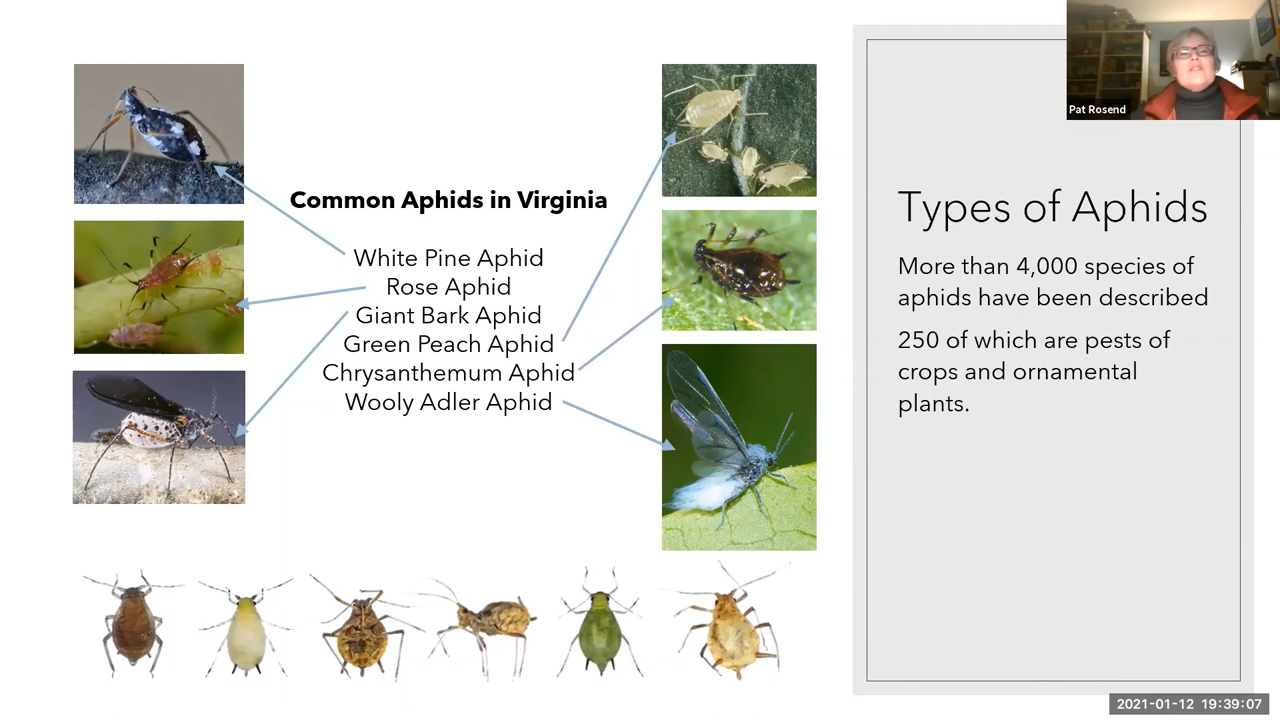 Common Aphids in Virginia
White Pine Aphid
Rose Aphid
Giant Bark Aphid
Green Peach Aphid
Chrysanthemum Aphid
Wooly Adler Aphid
Types of Aphids
More than 4,000 species of
aphids have been described
250 of which are pests of
crops and ornamental
plants.
Pat Rosend
2021-01-12 19:39:07